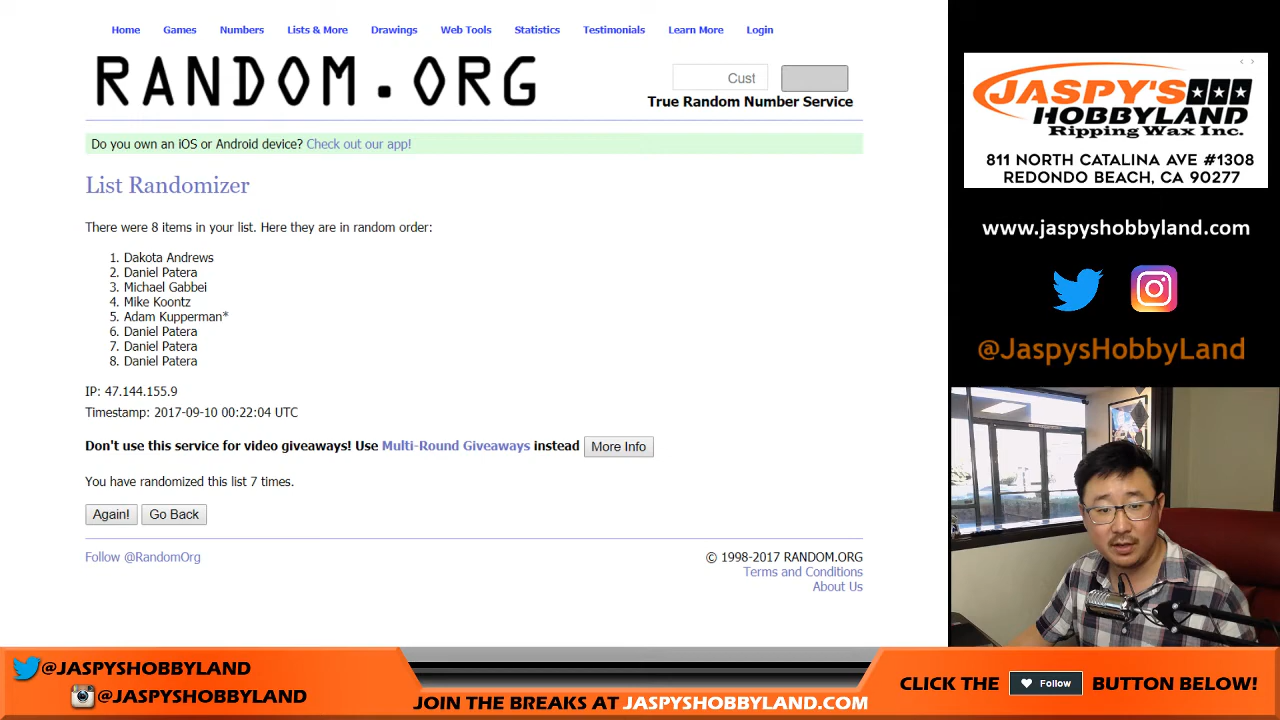 Home Games Numbers Lists & More Drawings Web Tools Statistics Testimonials Learn More Login
RANDOM.ORG
Cust
True Random Number Service
Do you own an iOS or Android device? Check out our app!
List Randomizer
There were 8 items in your list. Here they are in random order:
1. Dakota Andrews
2. Daniel Patera
3. Michael Gabbei
4. Mike Koontz
5. Adam Kupperman*
6. Daniel Patera
7. Daniel Patera
8. Daniel Patera
IP: 47.144.155.9
Timestamp: 2017-09-10 00:22:04 UTC
Don't use this service for video giveaways! Use Multi-Round Giveaways instead More Info
You have randomized this list 7 times.
Again! Go Back
Follow @RandomOrg
© 1998-2017 RANDOM.ORG
Terms and Conditions
About Us
JASPY'S
HOBBYLAND
Ripping Wax Inc.
811 NORTH CATALINA AVE #1308
REDONDO BEACH, CA 90277
www.jaspyshobbyland.com
@JaspysHobbyLand
@JASPYSHOBBYLAND
@JASPYSHOBBYLAND
JOIN THE BREAKS AT JASPYSHOBBYLAND.COM
CLICK THE Follow BUTTON BELOW!